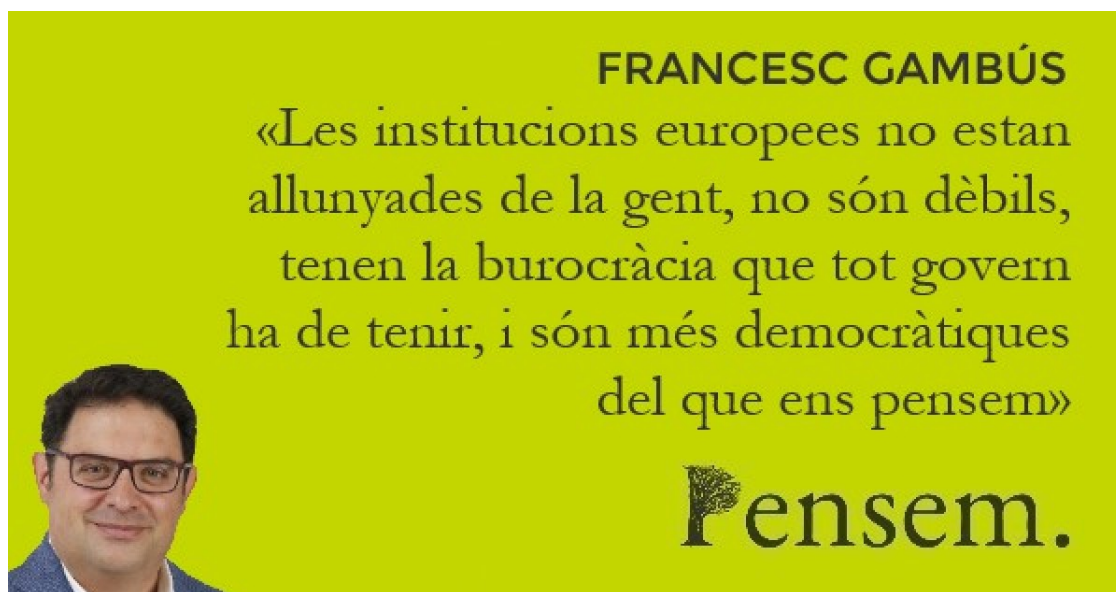 FRANCESC GAMBÚS
«Les institucions europees no estan
allunyades de la gent, no són dèbils,
tenen la burocràcia que tot govern
ha de tenir, i són més democràtiques
del que ens pensem»
Pensem.